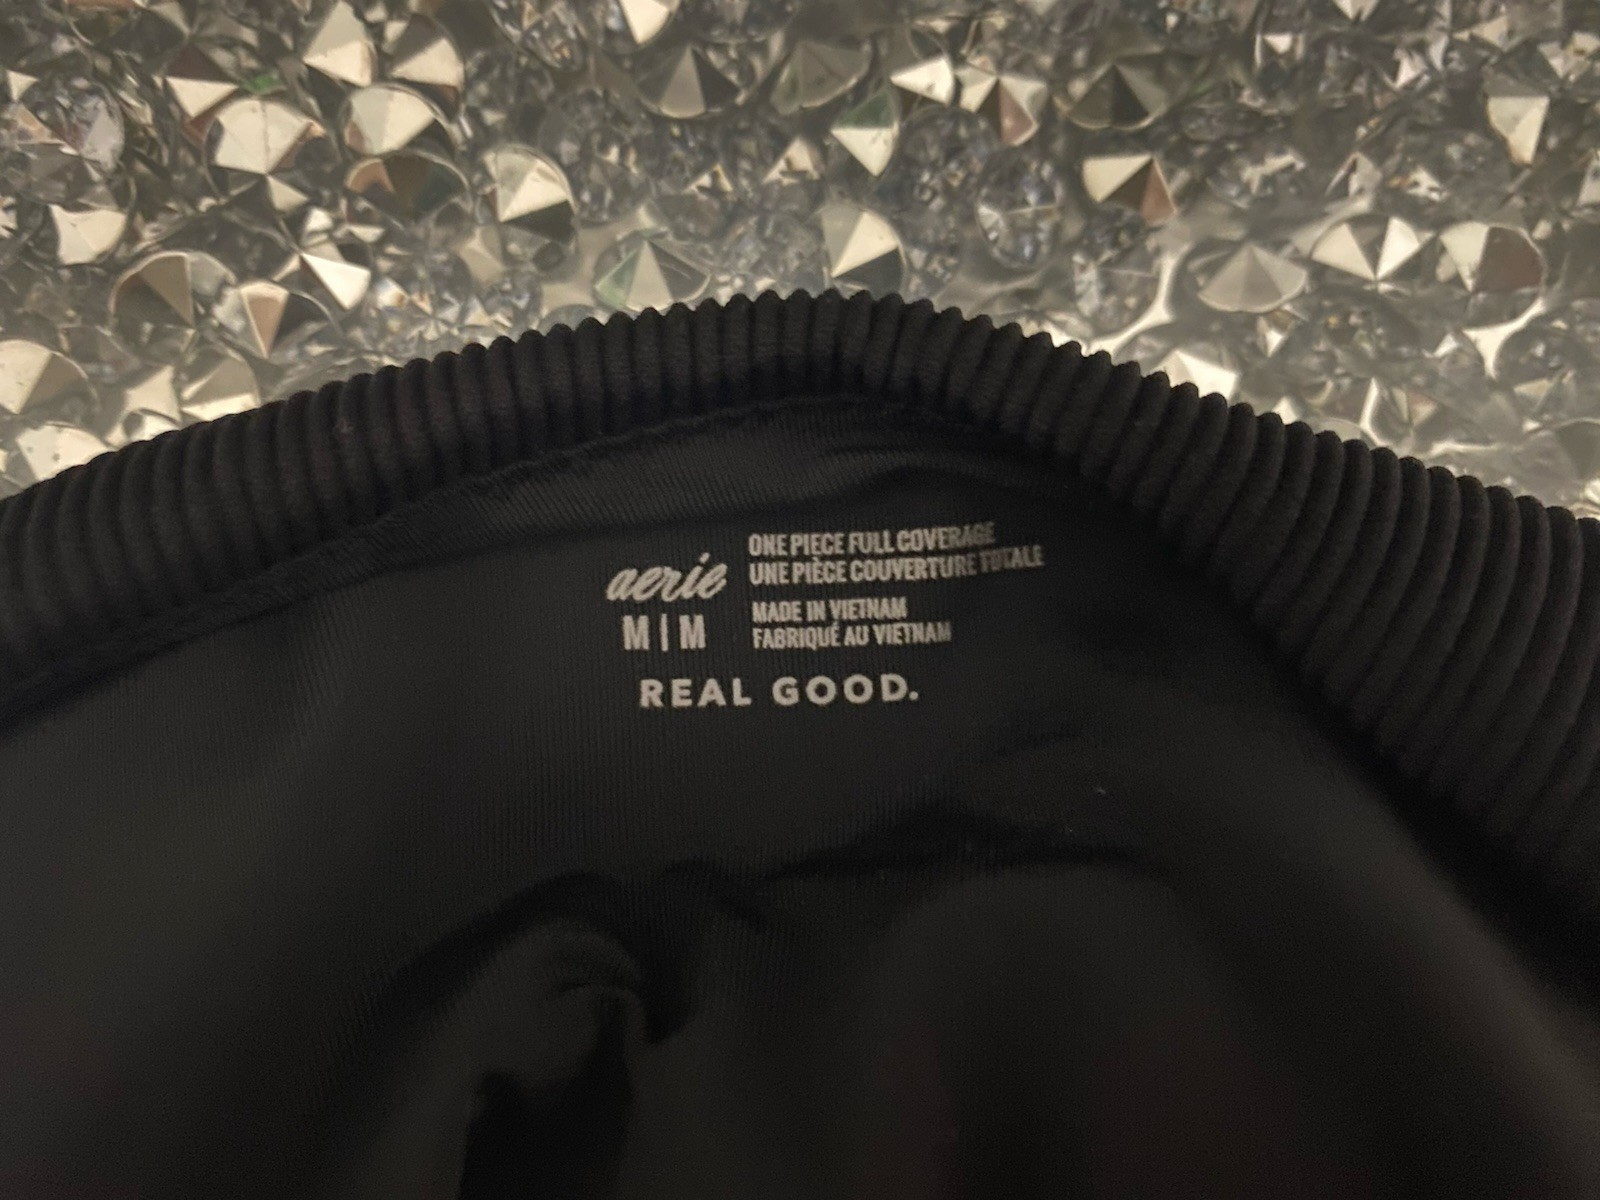 aerie
M | M
ONE PIECE FULL COVERAGE
UNE PIÈCE COUVERTURE TOTALE
MADE IN VIETNAM
FABRIQUÉ AU VIETNAM
REAL GOOD.